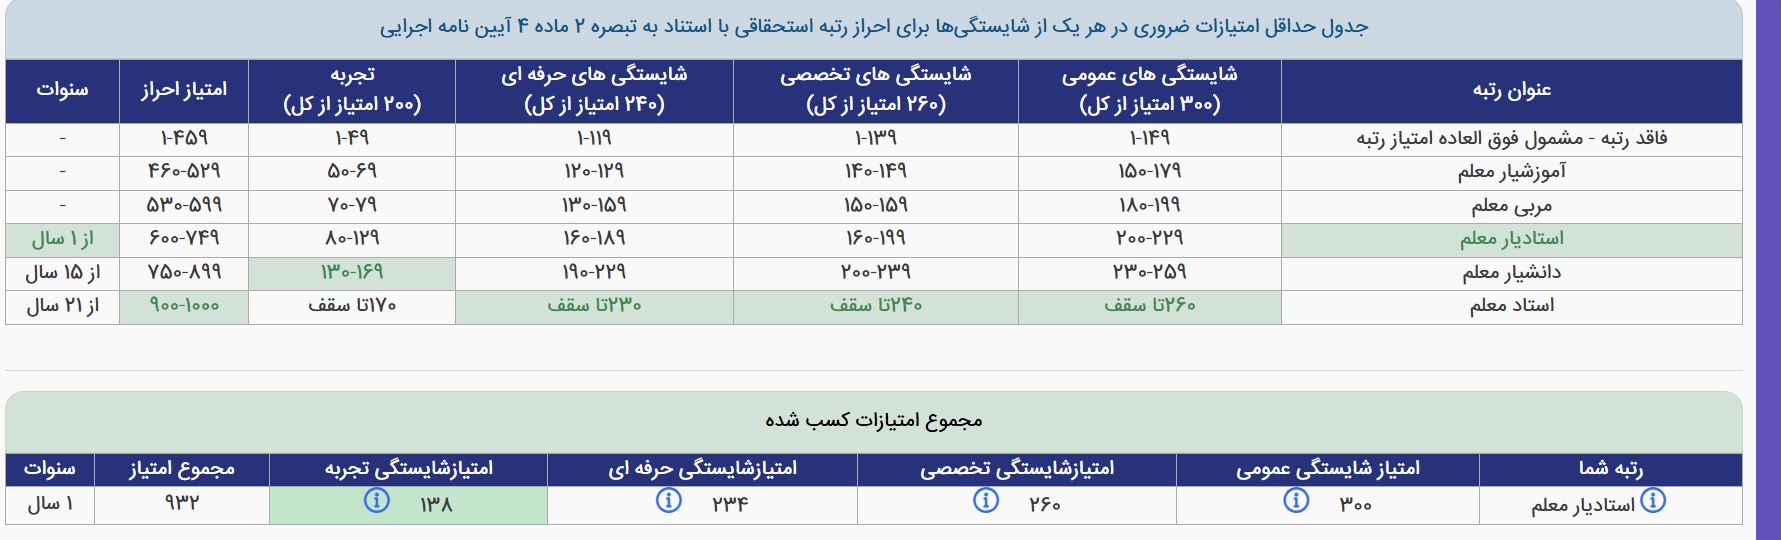 جدول حداقل امتیازات ضروری در هر یک از شایستگی‌ها برای احراز رتبه استحقاقی با استناد به تبصره ۲ ماده ۴ آیین نامه اجرایی
عنوان رتبه شایستگی های عمومی (۳۰۰ امتیاز از کل) شایستگی های تخصصی (۲۶۰ امتیاز از کل) شایستگی های حرفه ای (۲۴۰ امتیاز از کل) تجربه (۲۰۰ امتیاز از کل) امتیاز احراز سنوات
فاقد رتبه - مشمول فوق العاده امتیاز رتبه ۱-۱۴۹ ۱-۱۳۹ ۱-۱۱۹ ۱-۴۹ ۱-۴۵۹ -
آموزشیار معلم ۱۵۰-۱۷۹ ۱۴۰-۱۴۹ ۱۲۰-۱۲۹ ۵۰-۶۹ ۴۶۰-۵۲۹ -
مربی معلم ۱۸۰-۱۹۹ ۱۵۰-۱۵۹ ۱۳۰-۱۵۹ ۷۰-۷۹ ۵۳۰-۵۹۹ -
استادیار معلم ۲۰۰-۲۲۹ ۱۶۰-۱۹۹ ۱۶۰-۱۸۹ ۸۰-۱۲۹ ۶۰۰-۷۴۹ از ۱ سال
دانشیار معلم ۲۳۰-۲۵۹ ۲۰۰-۲۳۹ ۱۹۰-۲۲۹ ۱۳۰-۱۶۹ ۷۵۰-۸۹۹ از ۱۵ سال
استاد معلم ۲۶۰تا سقف ۲۴۰تا سقف ۲۳۰تا سقف ۱۷۰تا سقف ۹۰۰-۱۰۰۰ از ۲۱ سال
مجموع امتیازات کسب شده
رتبه شما امتیاز شایستگی عمومی امتیازشایستگی تخصصی امتیازشایستگی حرفه ای امتیازشایستگی تجربه مجموع امتیاز سنوات
استادیار معلم ۳۰۰ ۲۶۰ ۲۳۴ ۱۳۸ ۹۳۲ ۱ سال